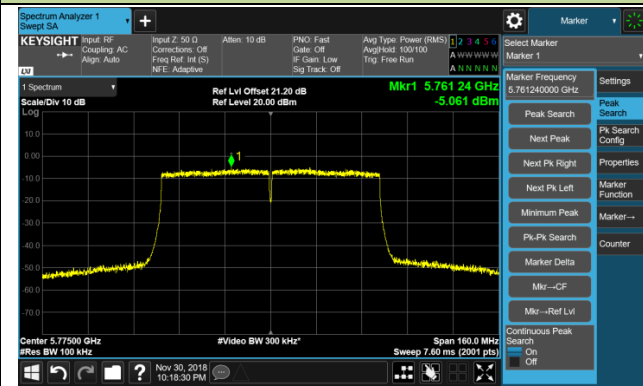 Spectrum Analyzer 1
Swept SA
Marker
KEYSIGHT
Input: RF
Coupling: AC
Align: Auto
Input Z: 50 Ω
Corrections: Off
Freq Ref: Int (S)
NFE: Adaptive
Atten: 10 dB
PNO: Fast
Gate: Off
IF Gain: Low
Sig Track: Off
Avg Type: Power (RMS)
Avg|Hold: 100/100
Trig: Free Run
1 2 3 4 5 6
A W W W W W
A N N N N N
LXI
Select Marker
Marker 1
1 Spectrum
Scale/Div 10 dB
Log
Ref Lvl Offset 21.20 dB
Ref Level 20.00 dBm
Mkr1 5.761 24 GHz
-5.061 dBm
10.0
0.00
-10.0
-20.0
-30.0
-40.0
-50.0
-60.0
-70.0
1
Center 5.77500 GHz
#Res BW 100 kHz
#Video BW 300 kHz*
Span 160.0 MHz
Sweep 7.60 ms (2001 pts)
Marker Frequency
5.761240000 GHz
Peak Search
Next Peak
Next Pk Right
Next Pk Left
Minimum Peak
Pk-Pk Search
Marker Delta
Mkr→CF
Mkr→Ref Lvl
Continuous Peak
Search
On
Off
Settings
Peak
Search
Pk Search
Config
Properties
Marker
Function
Marker→
Counter
?
Nov 30, 2018
10:18:30 PM